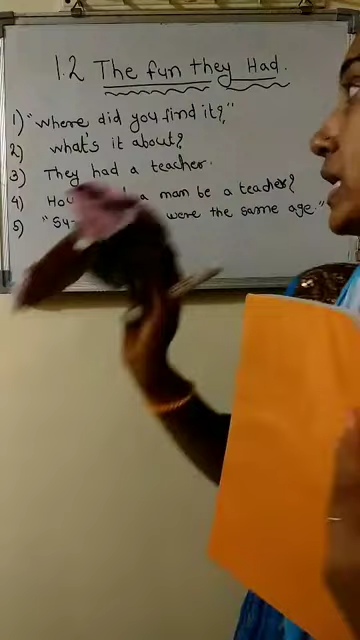 1.2 The fun they Had.
1) "Where did you find it?"
2) What's it about?
3) They had a teacher.
4) a man be a teacher?
5) were the same age."